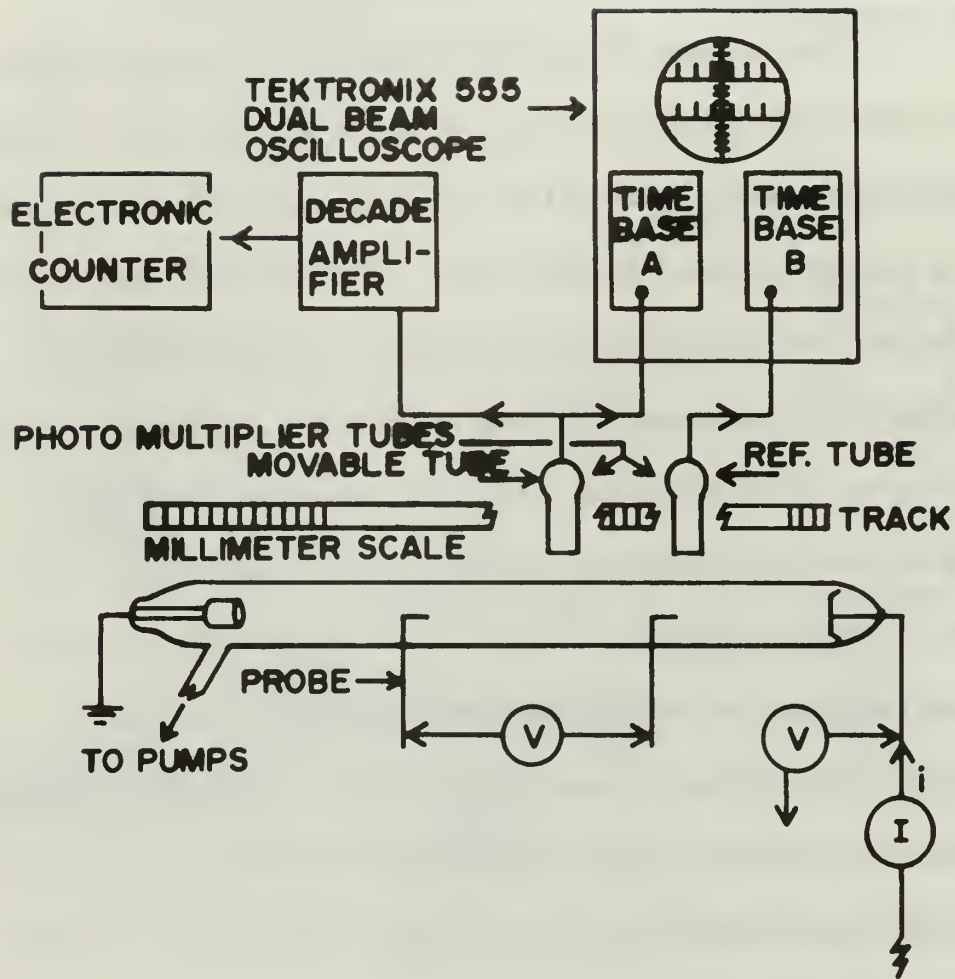 TEKTRONIX 555
DUAL BEAM
OSCILLOSCOPE
ELECTRONIC
COUNTER
DECADE
AMPLI-
FIER
TIME
BASE
A
TIME
BASE
B
PHOTO MULTIPLIER TUBES
MOVABLE TUBE
REF. TUBE
TRACK
MILLIMETER SCALE
PROBE
TO PUMPS
V
V
i
I